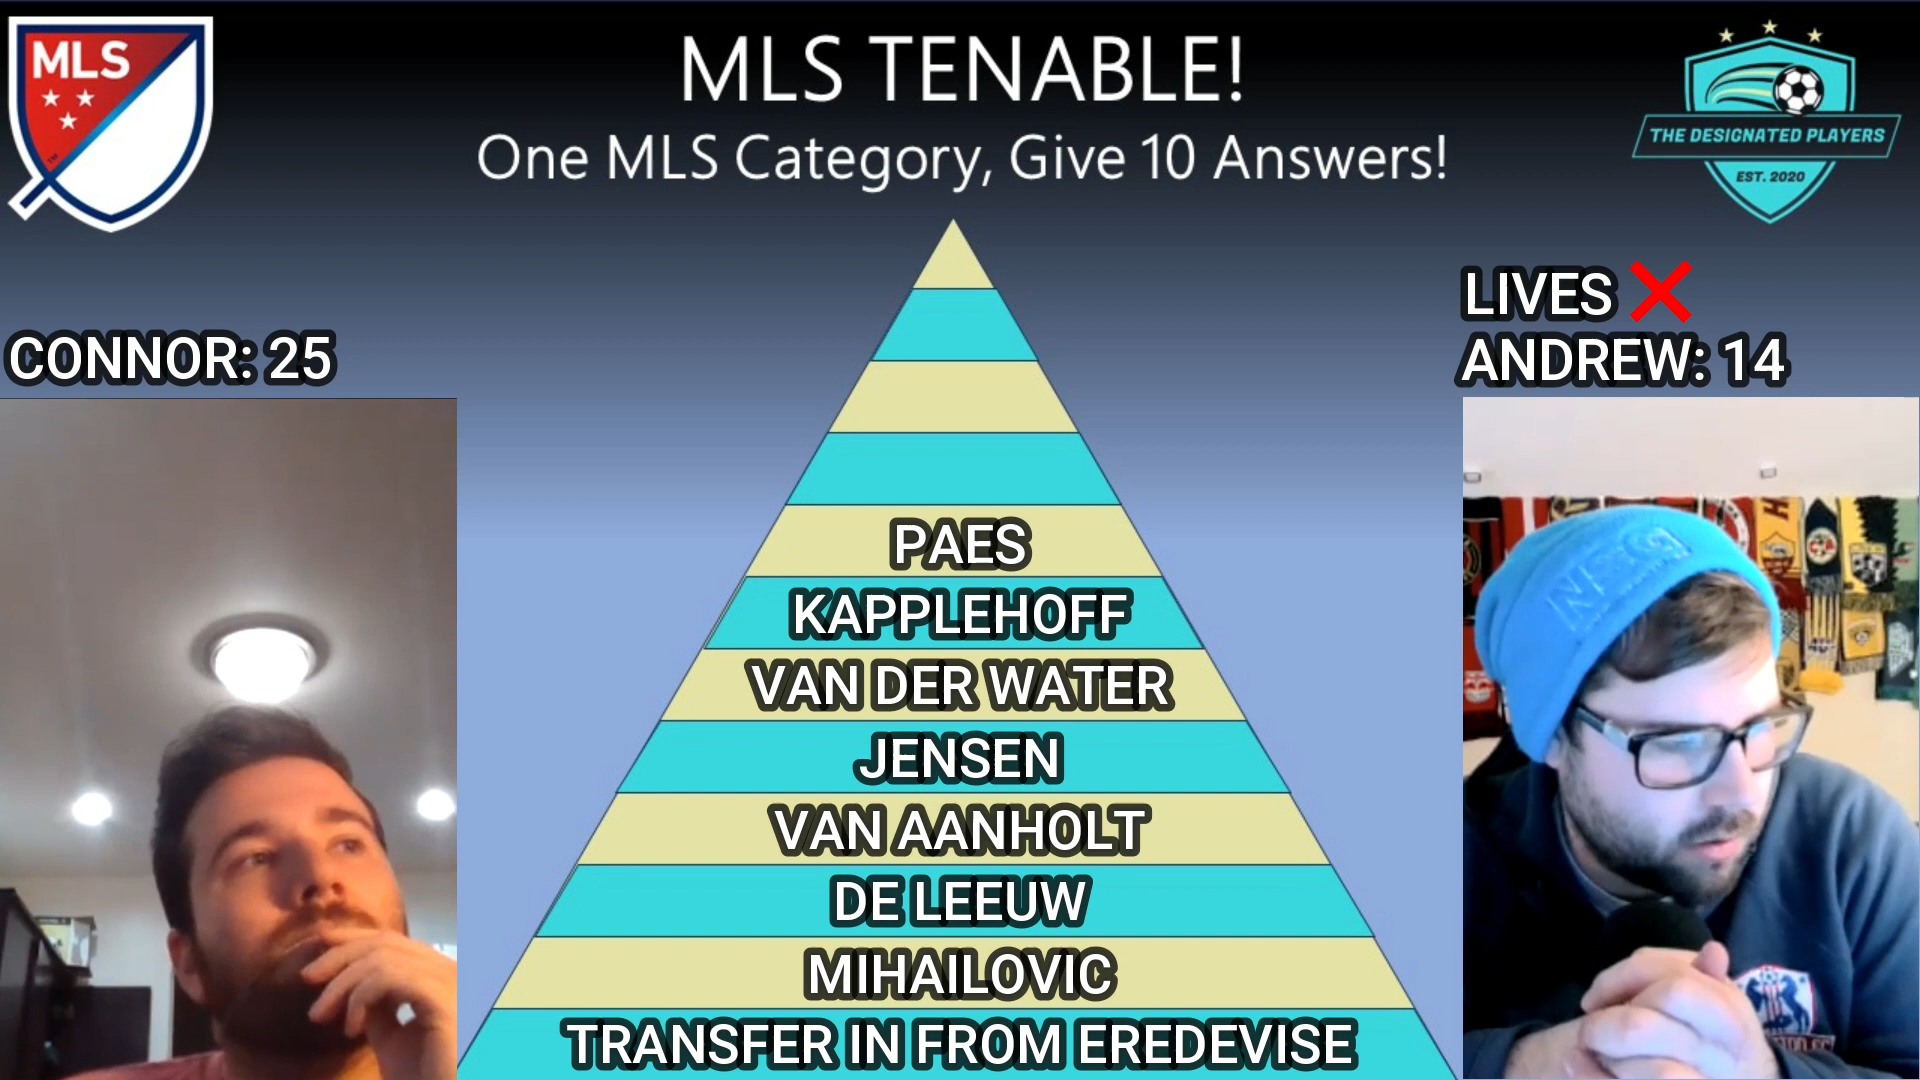 MLS
MLS TENABLE!
One MLS Category, Give 10 Answers!
THE DESIGNATED PLAYERS
EST. 2020
LIVES ❌
CONNOR: 25
ANDREW: 14
PAES
KAPPLEHOFF
VAN DER WATER
JENSEN
VAN AANHOLT
DE LEEUW
MIHAILOVIC
TRANSFER IN FROM EREDEVISE